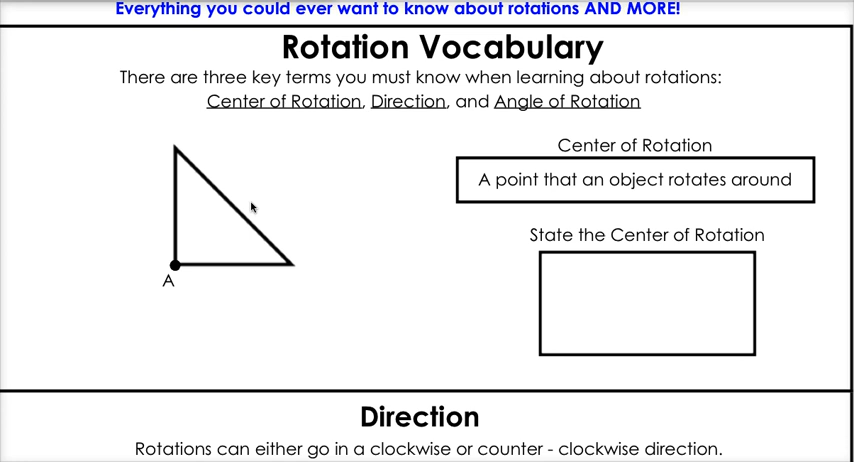 Everything you could ever want to know about rotations AND MORE!
Rotation Vocabulary
There are three key terms you must know when learning about rotations:
Center of Rotation, Direction, and Angle of Rotation
Center of Rotation
A point that an object rotates around
State the Center of Rotation
A
Direction
Rotations can either go in a clockwise or counter - clockwise direction.